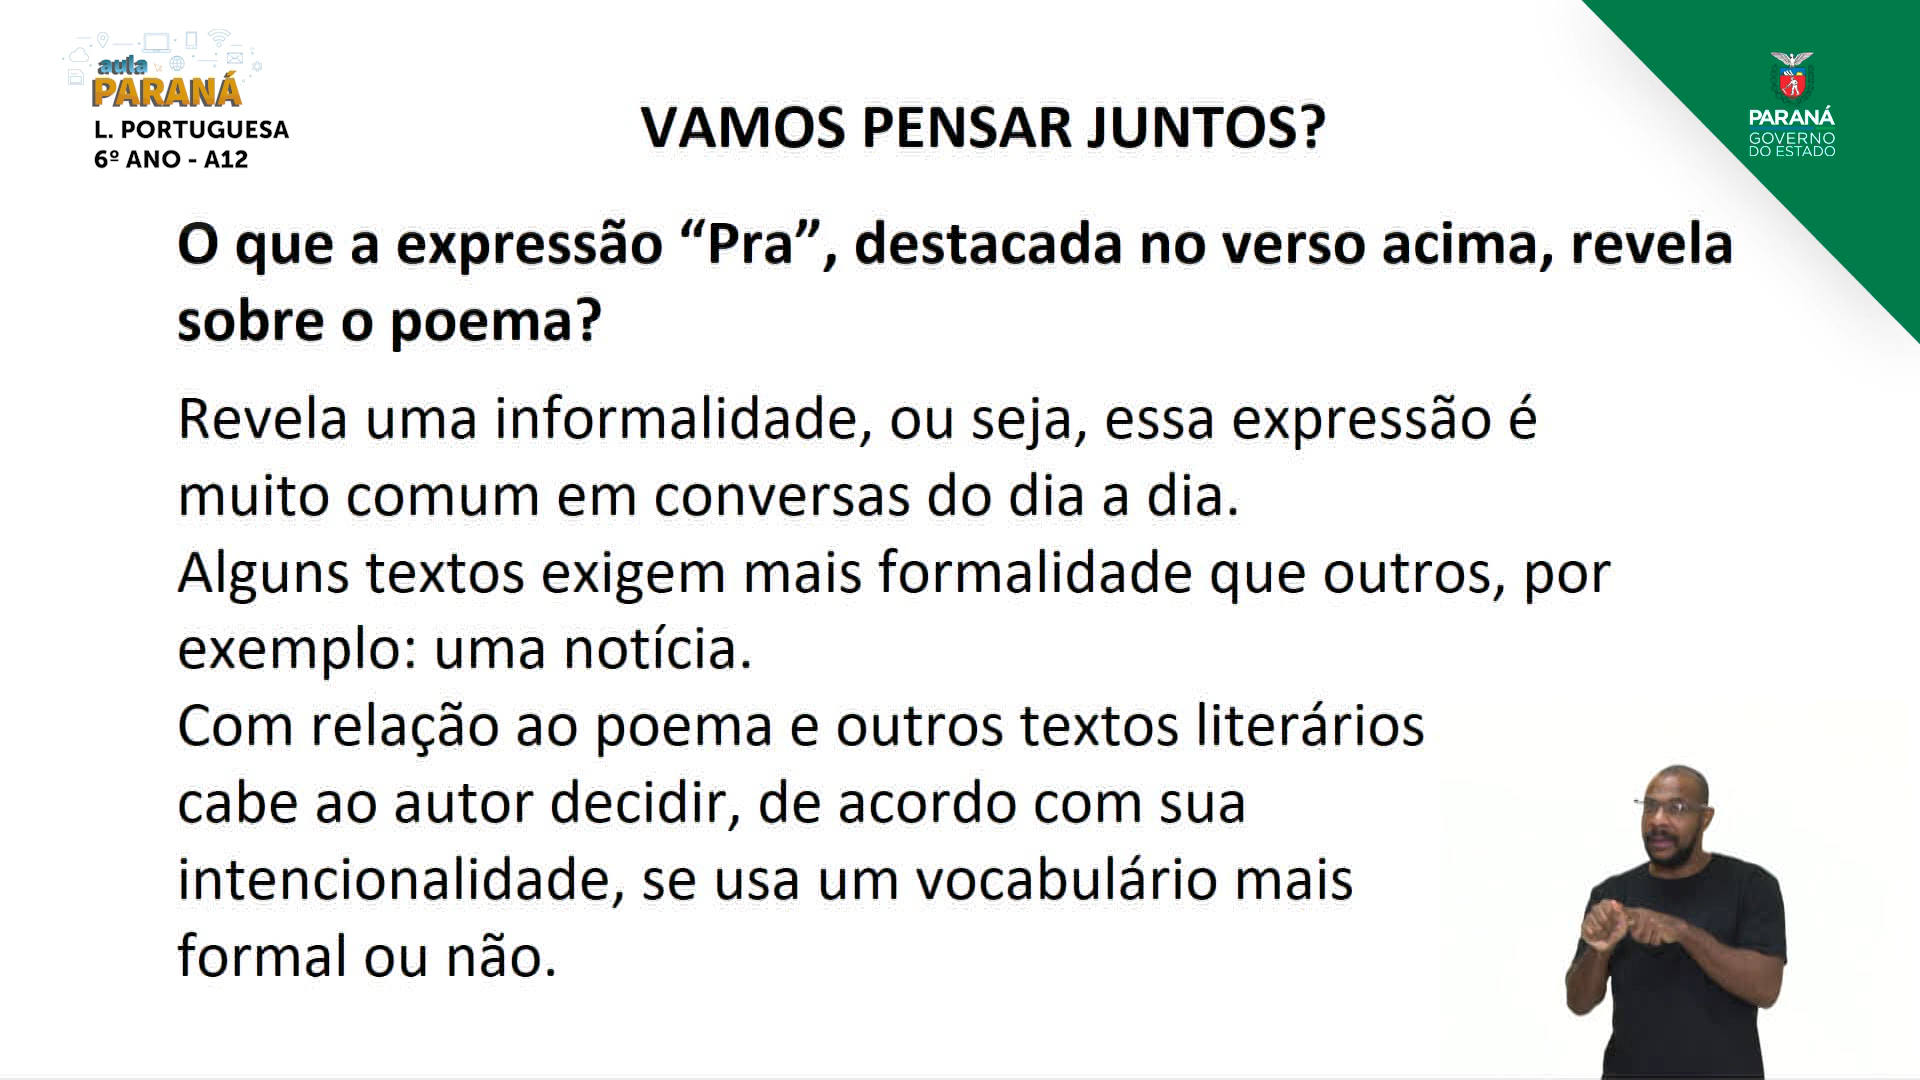 aula
PARANÁ
L. PORTUGUESA
6º ANO - A12
PARANÁ
GOVERNO
DO ESTADO
VAMOS PENSAR JUNTOS?
O que a expressão “Pra”, destacada no verso acima, revela
sobre o poema?
Revela uma informalidade, ou seja, essa expressão é
muito comum em conversas do dia a dia.
Alguns textos exigem mais formalidade que outros, por
exemplo: uma notícia.
Com relação ao poema e outros textos literários
cabe ao autor decidir, de acordo com sua
intencionalidade, se usa um vocabulário mais
formal ou não.